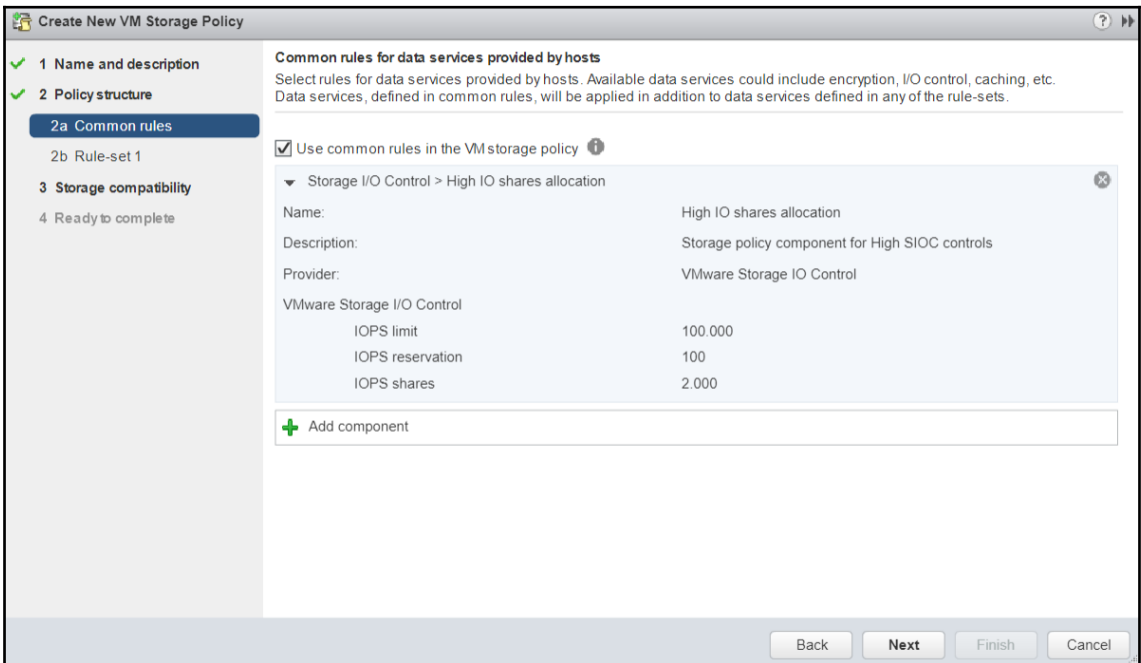 Create New VM Storage Policy
1 Name and description
2 Policy structure
2a Common rules
2b Rule-set 1
3 Storage compatibility
4 Ready to complete
Common rules for data services provided by hosts
Select rules for data services provided by hosts. Available data services could include encryption, I/O control, caching, etc.
Data services, defined in common rules, will be applied in addition to data services defined in any of the rule-sets.
Use common rules in the VM storage policy
Storage I/O Control > High IO shares allocation
Name: High IO shares allocation
Description: Storage policy component for High SIOC controls
Provider: VMware Storage IO Control
VMware Storage I/O Control
IOPS limit 100.000
IOPS reservation 100
IOPS shares 2.000
Add component
Back Next Finish Cancel